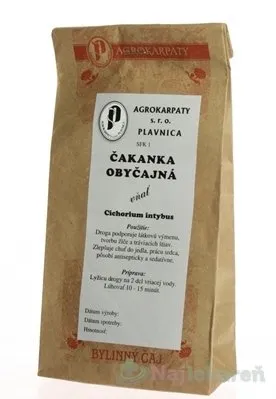 AGROKARPATY
AGROKARPATY
s. r. o.
PLAVNICA
SFK 1
ČAKANKA
OBYČAJNÁ
vňať
Cichorium intybus
Použitie:
Droga podporuje látkovú výmenu,
tvorbu žlče a tráviacich štiav.
Zlepšuje chuť do jedla, práca srdca,
pôsobí antisepticky a sedatívne.
Príprava:
Lyžicu drogy na 2 dcl vriacej vody.
Lúhovať 10 - 15 minút.
Dátum výroby:
Dátum spotreby:
Hmotnosť:
BYLINNÝ ČAJ
Najlekáreň